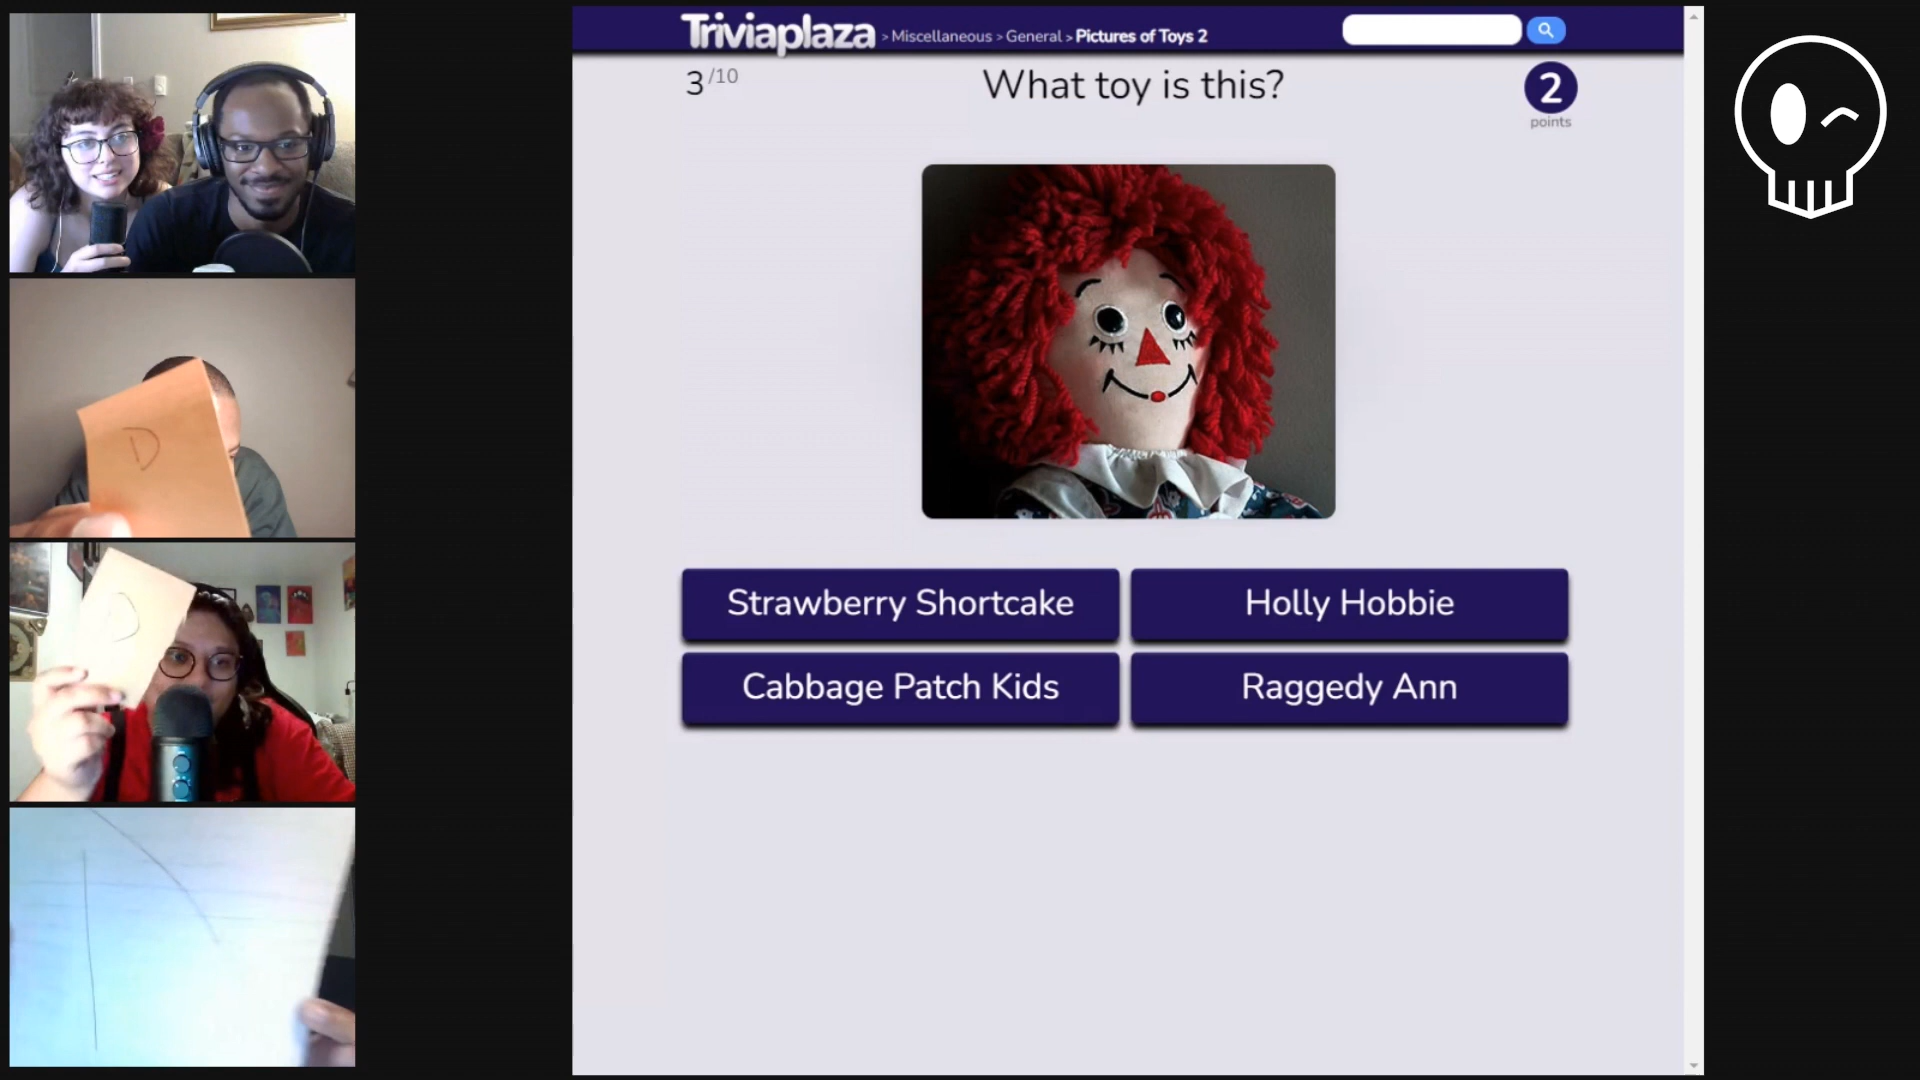 Triviaplaza > Miscellaneous > General > Pictures of Toys 2
3/10
What toy is this?
2
points
Strawberry Shortcake
Holly Hobbie
Cabbage Patch Kids
Raggedy Ann
D
D